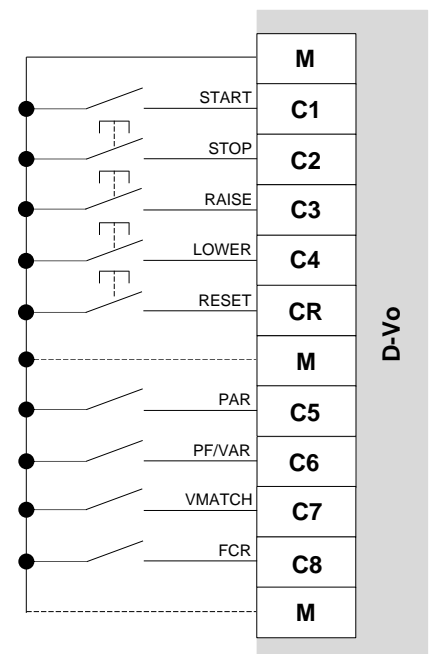 M
START C1
STOP C2
RAISE C3
LOWER C4
RESET CR
M
PAR C5
PF/VAR C6
VMATCH C7
FCR C8
M
D-Vo